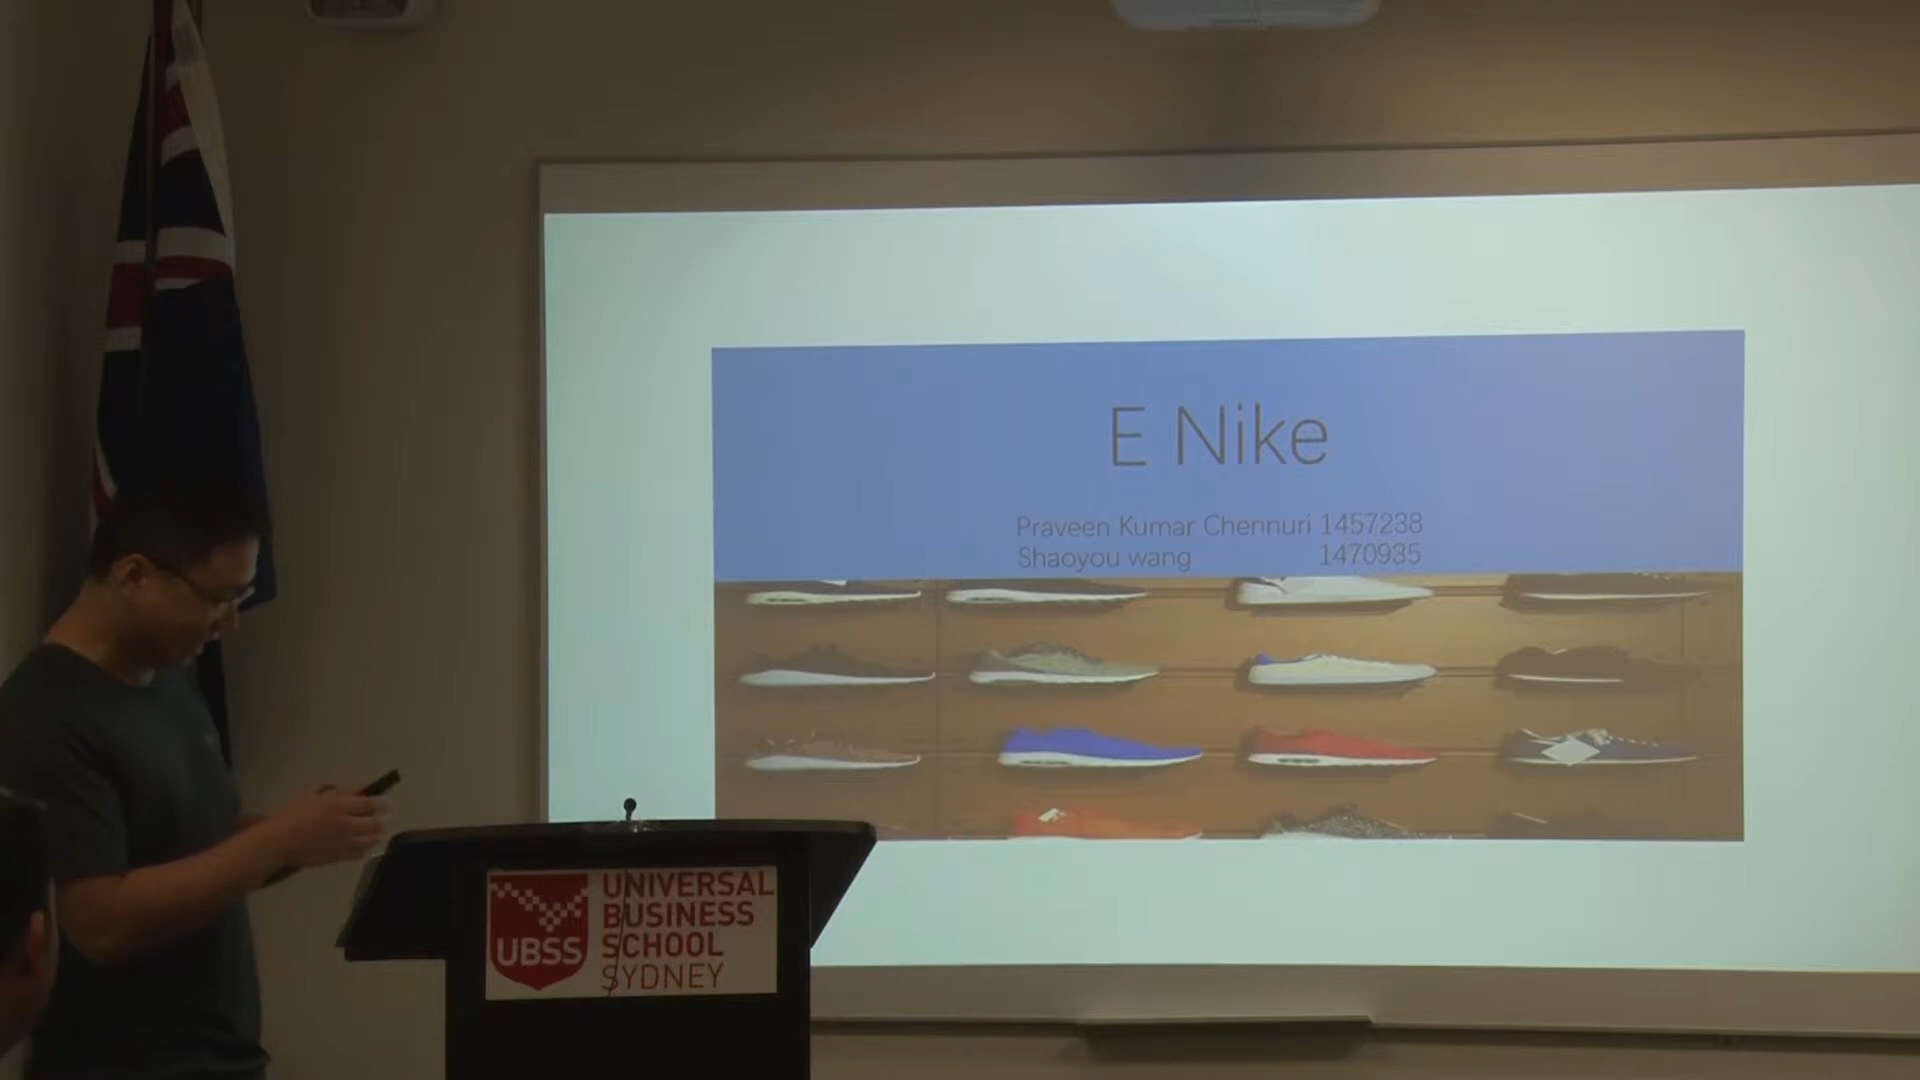 E Nike
Praveen Kumar Chennuri 1457238
Shaoyou wang 1470935
UBSS
UNIVERSAL
BUSINESS
SCHOOL
SYDNEY